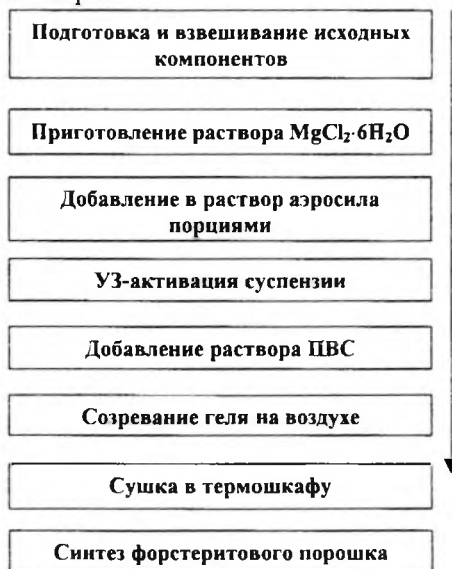 Подготовка и взвешивание исходных
компонентов
Приготовление раствора MgCl₂·6H₂O
Добавление в раствор аэросила
порциями
УЗ-активация суспензии
Добавление раствора ПВС
Созревание геля на воздухе
Сушка в термошкафу
Синтез форстеритового порошка